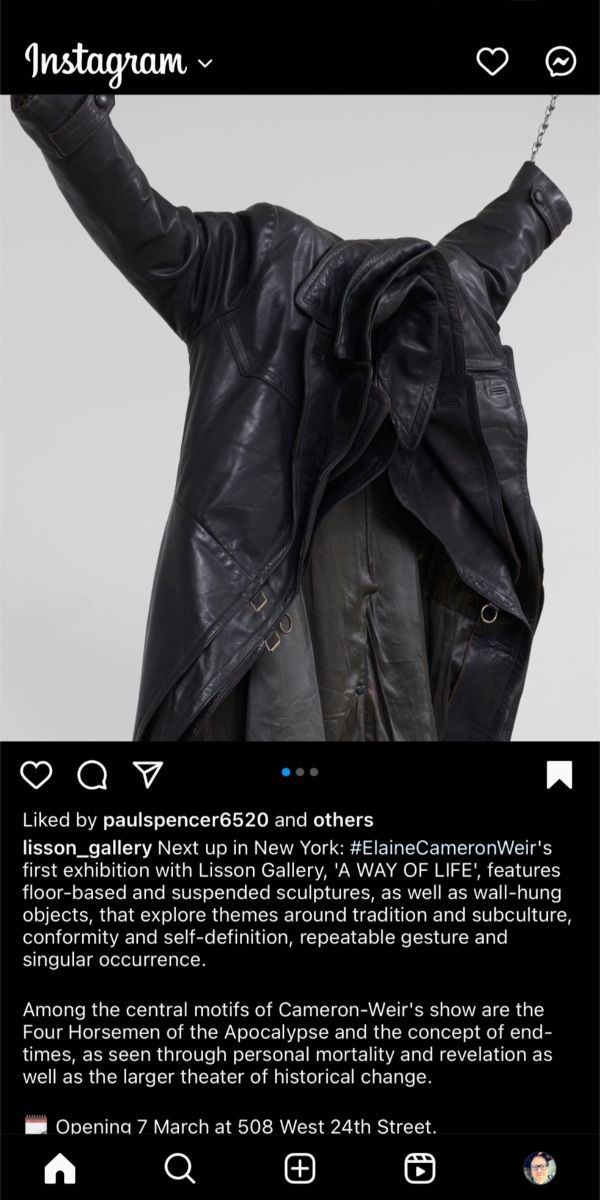 Instagram
Liked by paulspencer6520 and others
lisson_gallery Next up in New York: #ElaineCameronWeir's
first exhibition with Lisson Gallery, 'A WAY OF LIFE', features
floor-based and suspended sculptures, as well as wall-hung
objects, that explore themes around tradition and subculture,
conformity and self-definition, repeatable gesture and
singular occurrence.
Among the central motifs of Cameron-Weir's show are the
Four Horsemen of the Apocalypse and the concept of end-
times, as seen through personal mortality and revelation as
well as the larger theater of historical change.
Opening 7 March at 508 West 24th Street.